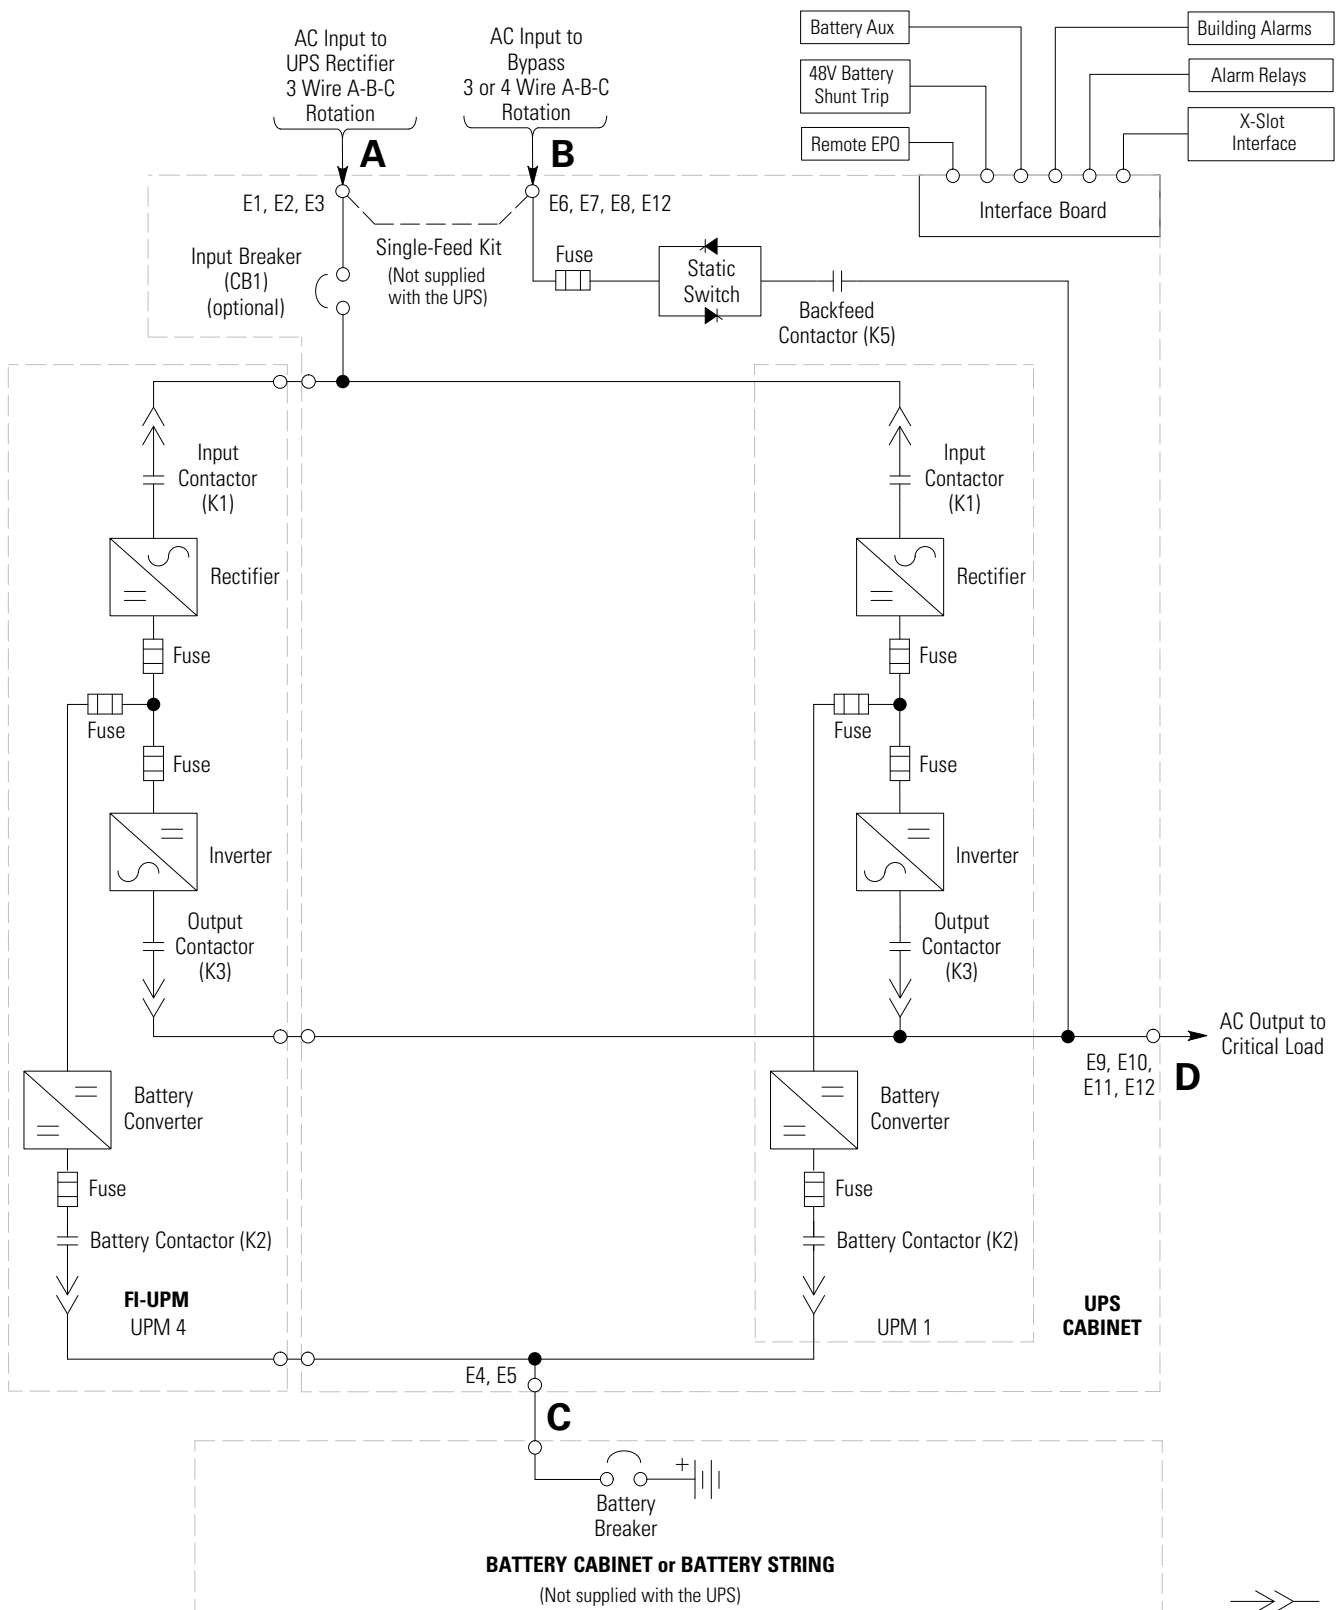 AC Input to
UPS Rectifier
3 Wire A-B-C
Rotation
AC Input to
Bypass
3 or 4 Wire A-B-C
Rotation
Battery Aux
48V Battery
Shunt Trip
Remote EPO
Building Alarms
Alarm Relays
X-Slot
Interface
A
B
E1, E2, E3
E6, E7, E8, E12
Interface Board
Input Breaker
(CB1)
(optional)
Single-Feed Kit
(Not supplied
with the UPS)
Fuse
Static
Switch
Backfeed
Contactor (K5)
Input
Contactor
(K1)
Input
Contactor
(K1)
Rectifier
Rectifier
Fuse
Fuse
Fuse
Fuse
Fuse
Fuse
Inverter
Inverter
Output
Contactor
(K3)
Output
Contactor
(K3)
AC Output to
Critical Load
E9, E10,
E11, E12
D
Battery
Converter
Battery
Converter
Fuse
Fuse
Battery Contactor (K2)
Battery Contactor (K2)
FI-UPM
UPM 4
UPM 1
UPS
CABINET
E4, E5
C
+
Battery
Breaker
BATTERY CABINET or BATTERY STRING
(Not supplied with the UPS)